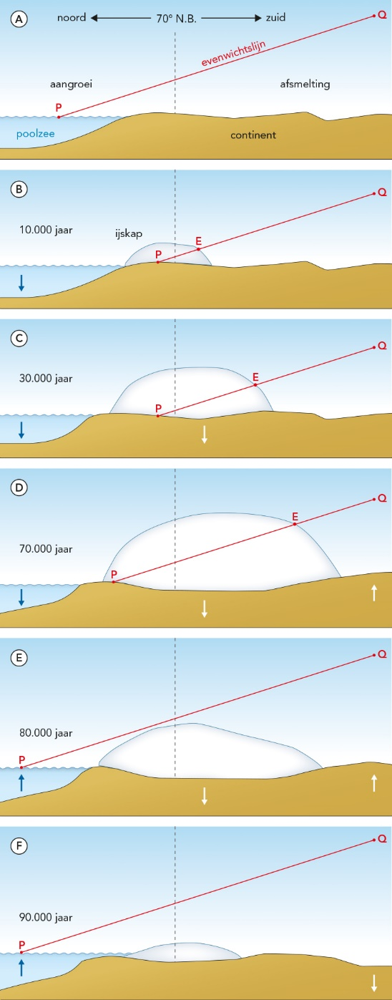 A
noord 70° N.B. zuid
Q
evenwichtslijn
aangroei
afsmelting
P
poolzee
continent
B
Q
10.000 jaar
ijskap
E
P
C
Q
30.000 jaar
E
P
D
Q
E
70.000 jaar
P
E
Q
80.000 jaar
P
F
Q
90.000 jaar
P